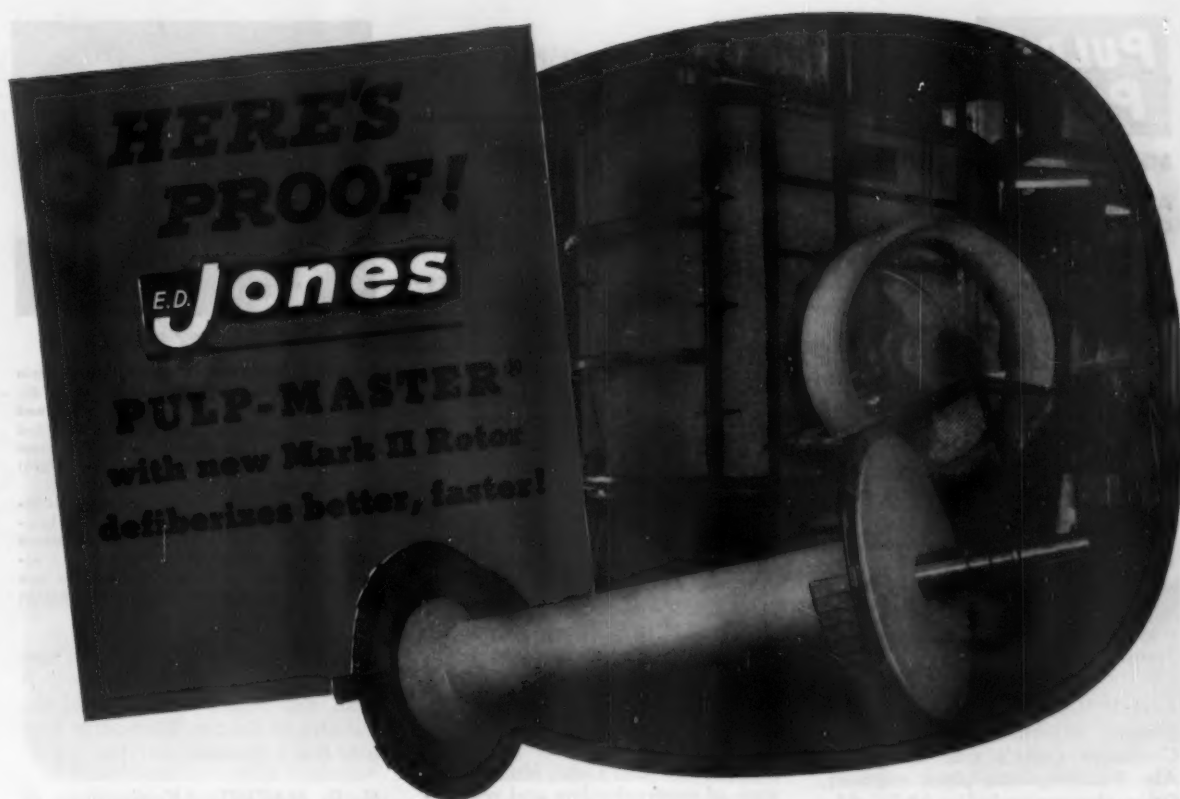 HERE'S
PROOF!
E.D. Jones
PULP-MASTER®
with new Mark II Rotor
defiberizes better, faster!